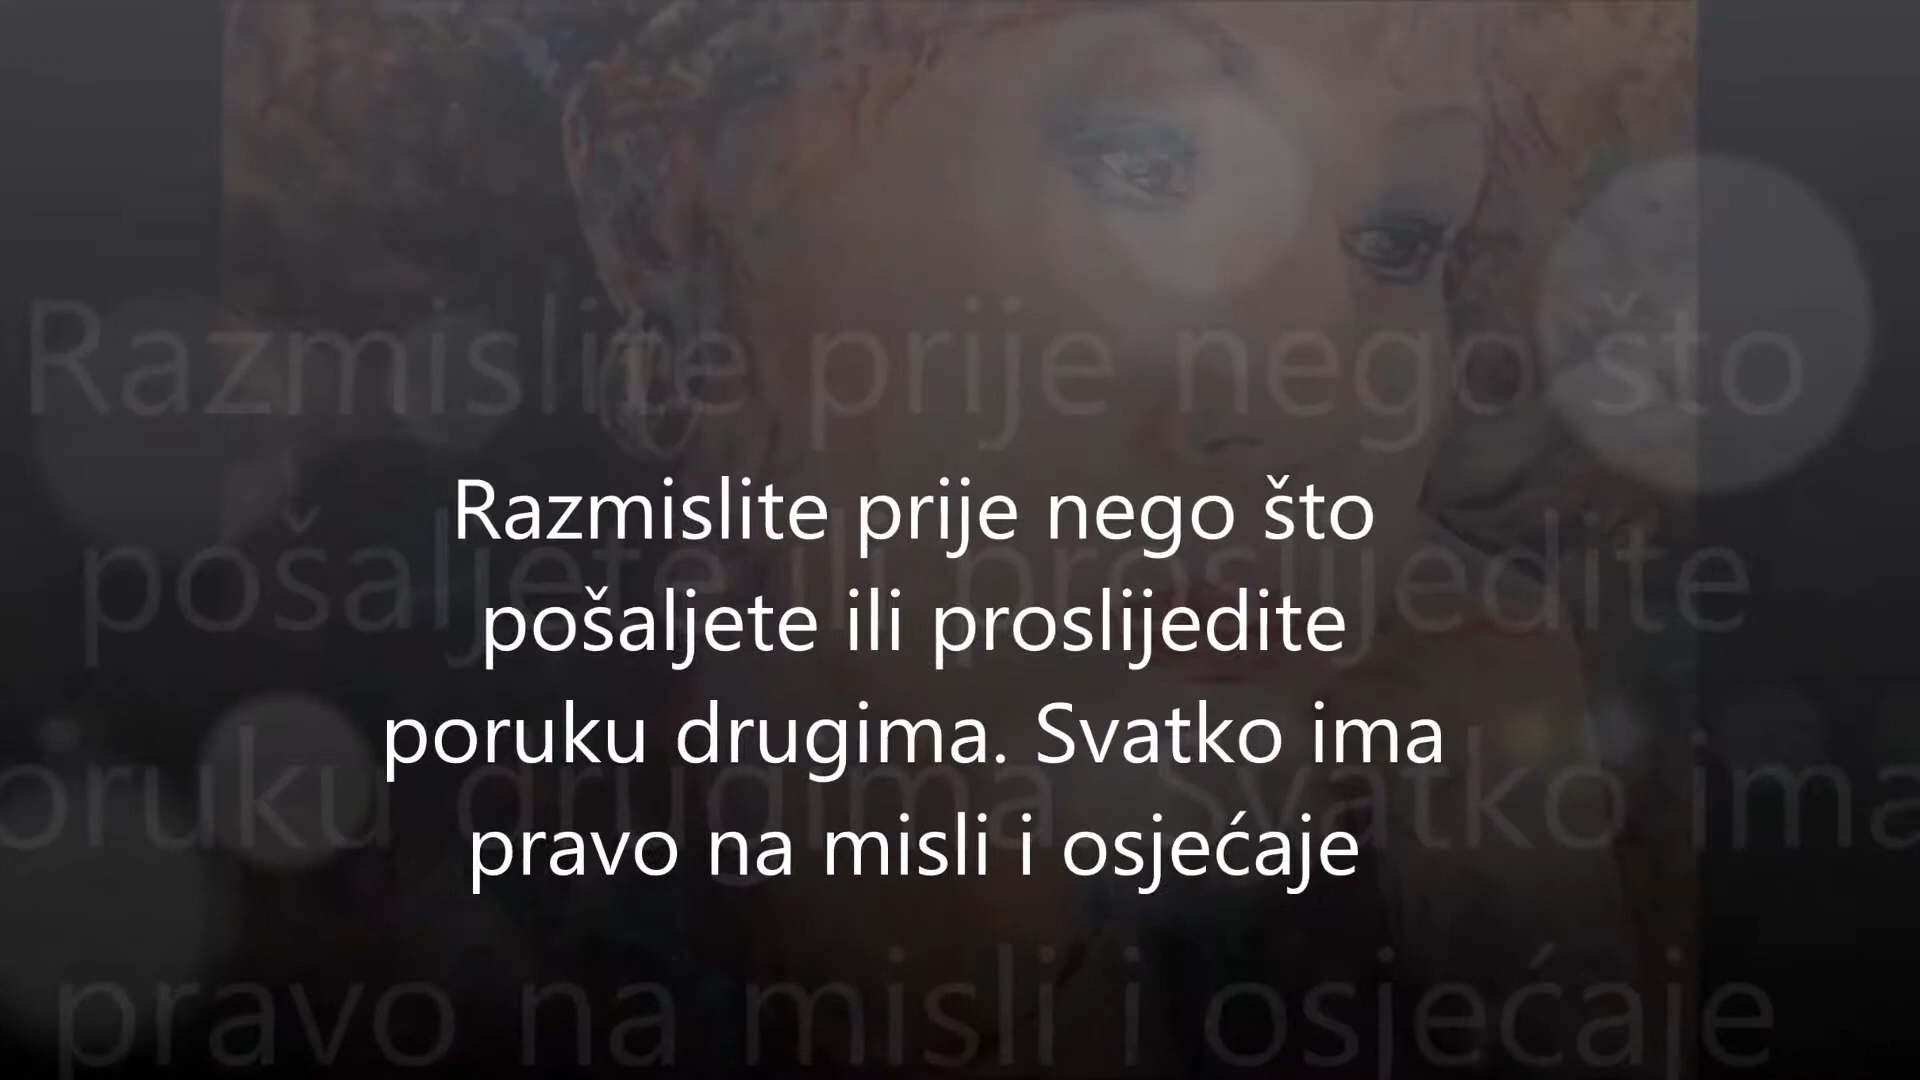 Razmislite prije nego što
pošaljete ili proslijedite
poruku drugima. Svatko ima
pravo na misli i osjećaje